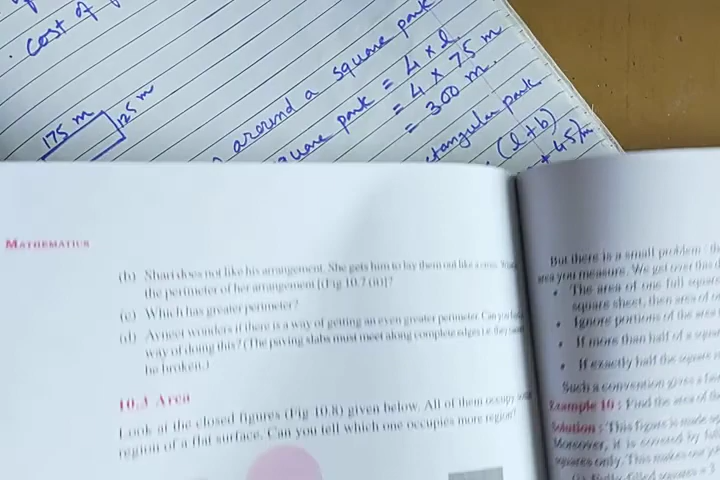 cost of
175 m
125 m
around a square park
square park = 4 × l
= 4 × 75 m
= 300 m.
rectangular park
(l+b)
+ 45) m
MATHEMATICS
(b) Shari does not like his arrangement. She gets him to lay them out like a cross.
the perimeter of her arrangement [(Fig 10.7 (ii)]?
(c) Which has greater perimeter?
(d) Avneet wonders if there is a way of getting an even greater perimeter. Can you
way of doing this? (The paving slabs must meet along complete edges i.e. they
be broken.)
10.3 Area
Look at the closed figures (Fig 10.8) given below. All of them occupy some
region of a flat surface. Can you tell which one occupies more region?
But there is a small problem
area you measure. We get over this
• The area of one full square
square sheet, then area of
• Ignore portions of the area
• If more than half of a square
• If exactly half the square
Such a convention gives a
Example 10 : Find the area of the
Solution : This figure is made up
Moreover, it is covered by full
squares only. This makes our
(i) Fully-filled squares = 3